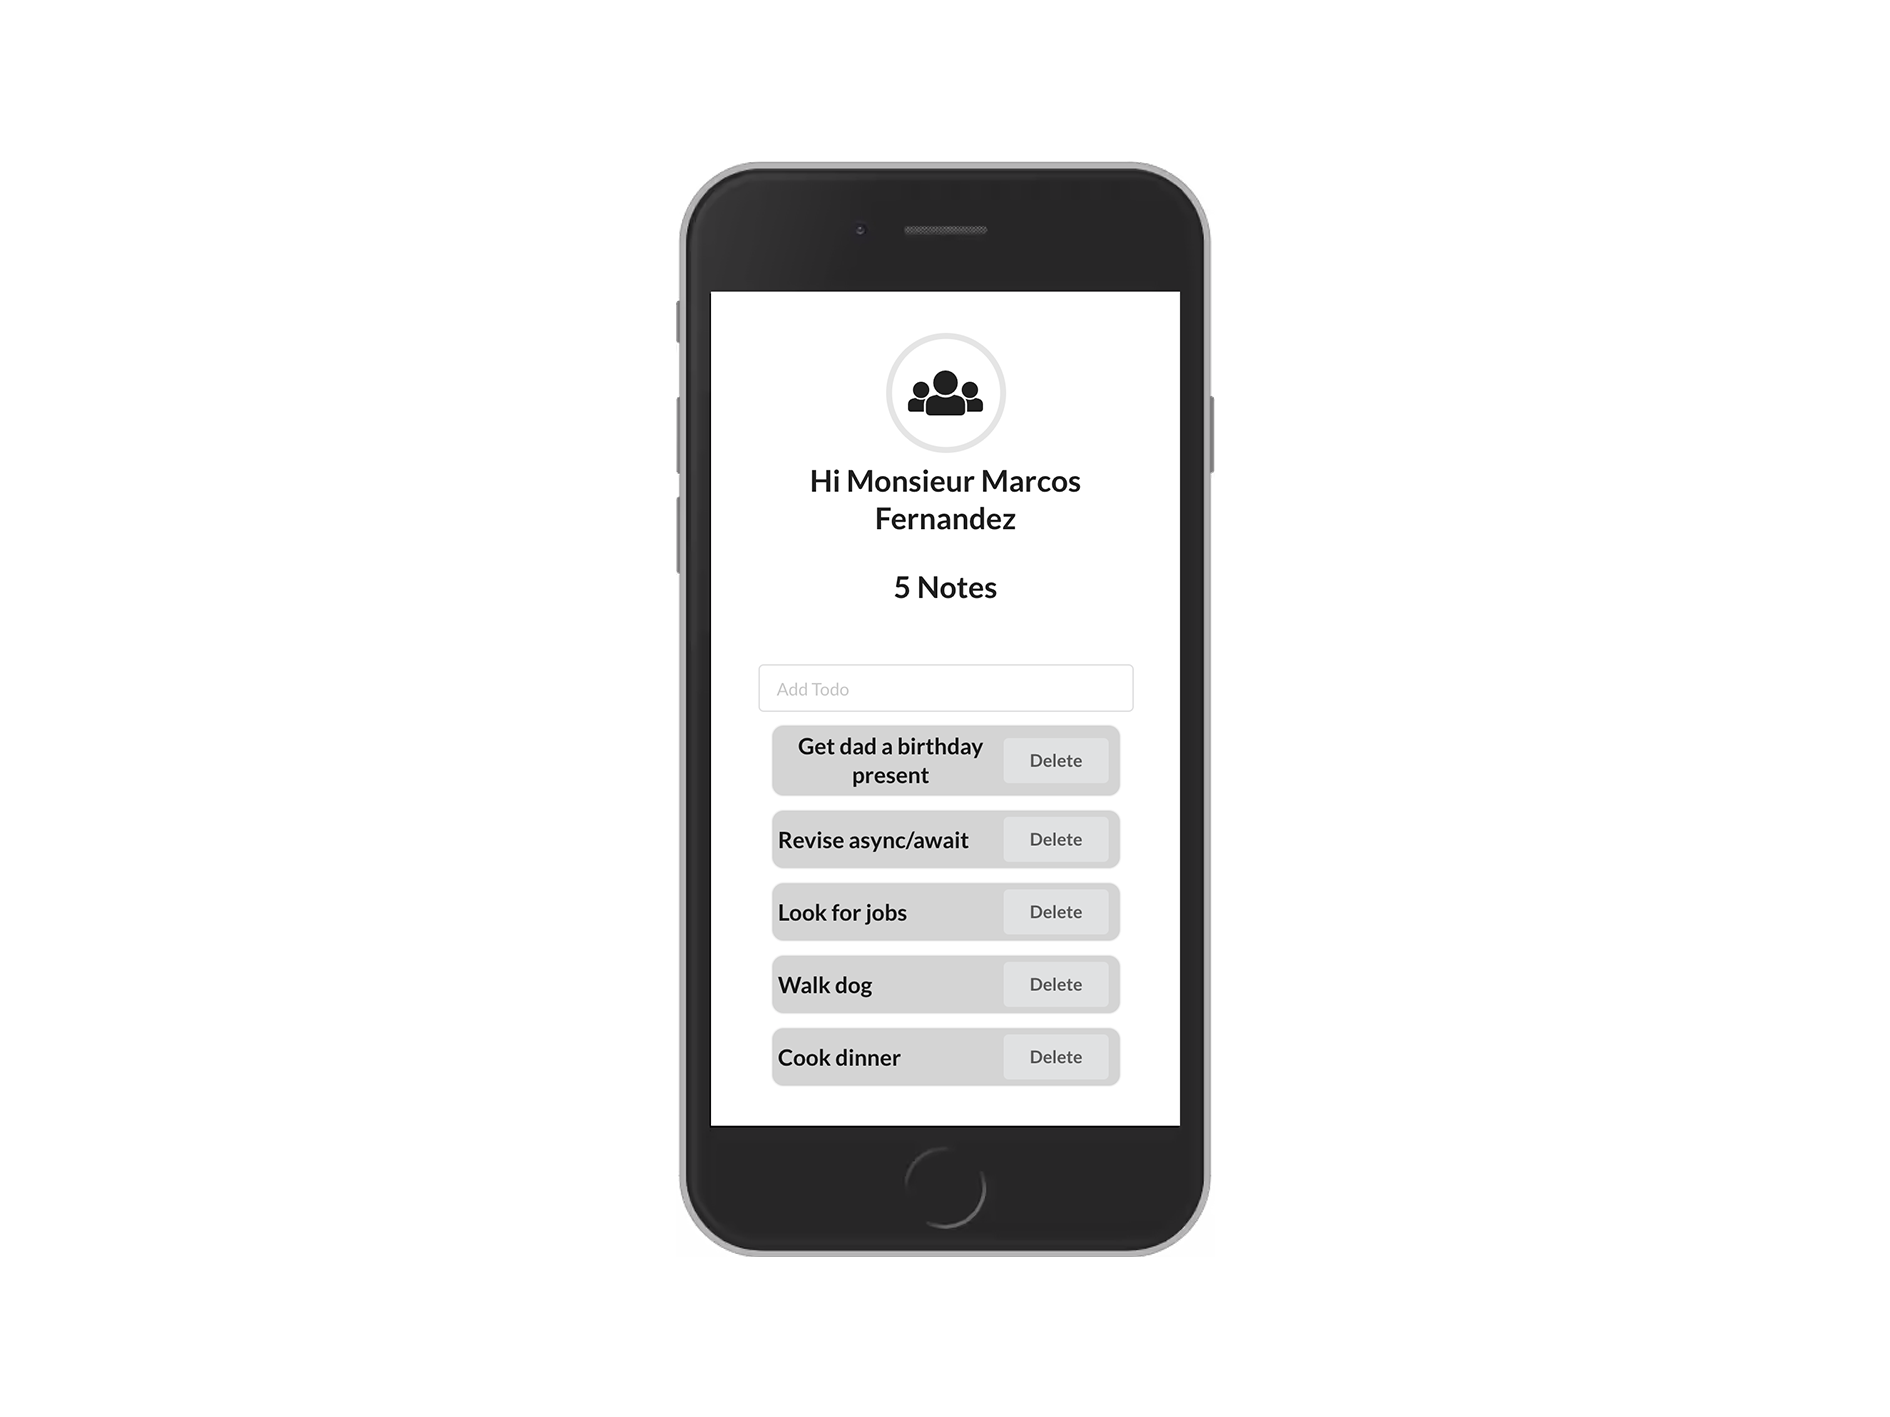 Hi Monsieur Marcos
Fernandez
5 Notes
Add Todo
Get dad a birthday
present
Delete
Revise async/await
Delete
Look for jobs
Delete
Walk dog
Delete
Cook dinner
Delete